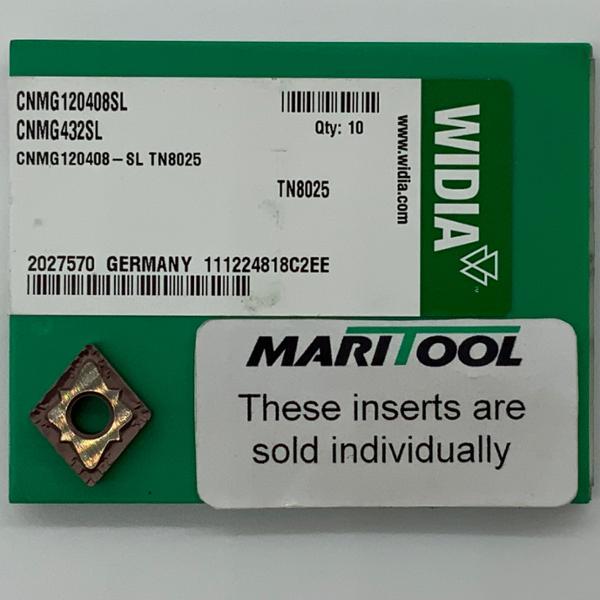 CNMG120408SL
CNMG432SL
Qty: 10
CNMG120408-SL TN8025
TN8025
www.widia.com
WIDIA
2027570 GERMANY 111224818C2EE
MARITOOL
These inserts are
sold individually